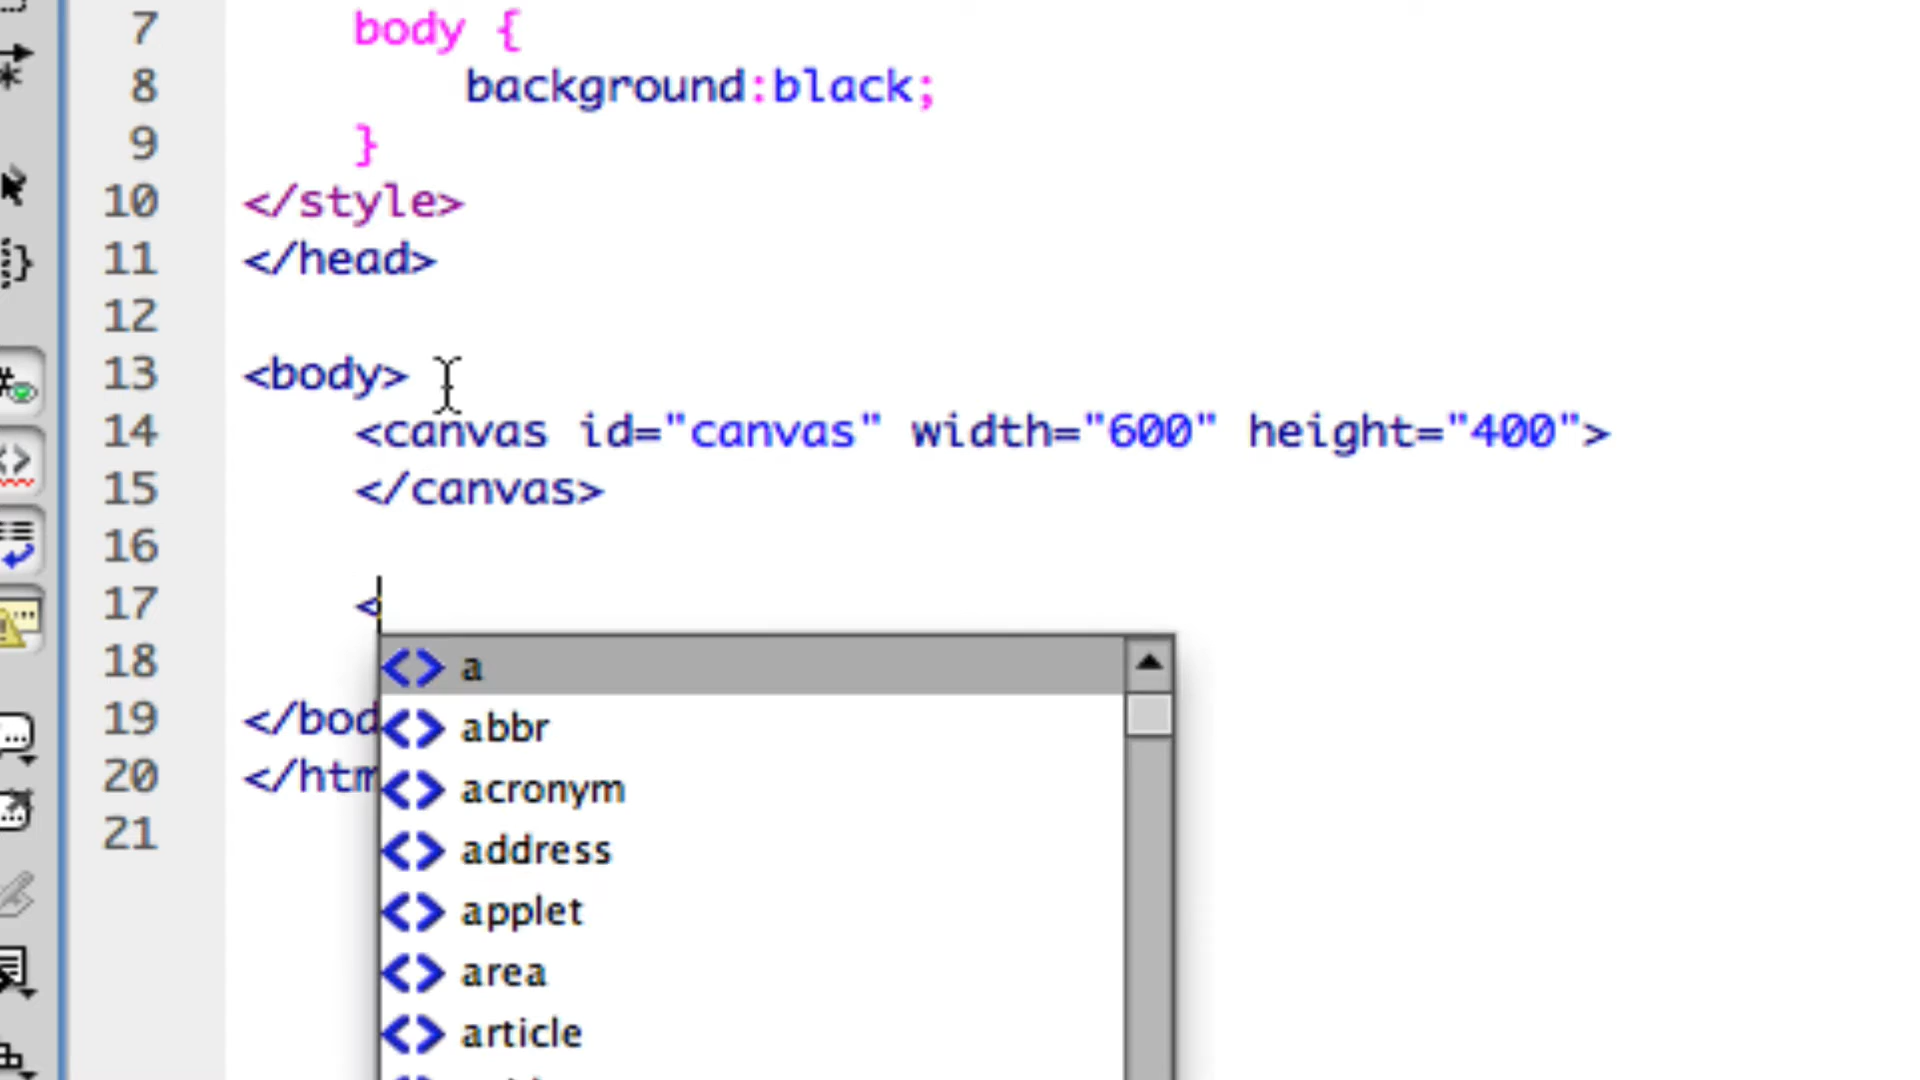 7 body {
8 background:black;
9 }
10 </style>
11 </head>
12
13 <body>
14 <canvas id="canvas" width="600" height="400">
15 </canvas>
16
17 <
<> a
18
<> abbr
19 </bod
20 </htm
<> acronym
21
<> address
<> applet
<> area
<> article